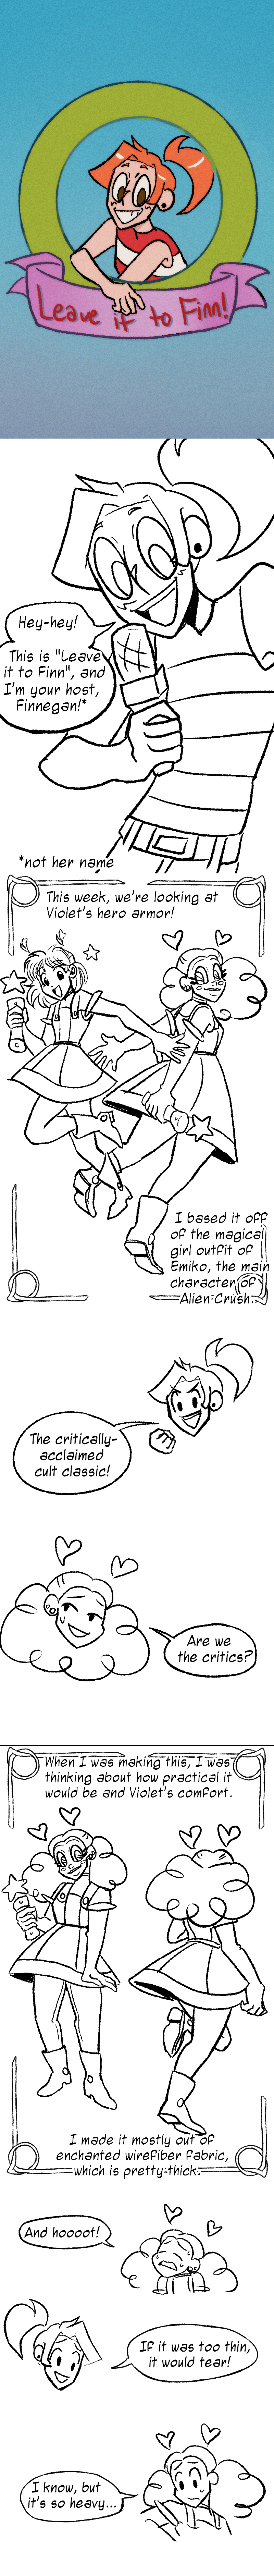 Leave it to Finn!
Hey-hey!
This is "Leave
it to Finn", and
I'm your host,
Finnegan!*
*not her name
This week, we're looking at
Violet's hero armor!
I based it off
of the magical
girl outfit of
Emiko, the main
character of
Alien Crush.
The critically-
acclaimed
cult classic!
Are we
the critics?
When I was making this, I was
thinking about how practical it
would be and Violet's comfort.
I made it mostly out of
enchanted wirefiber fabric,
which is pretty thick.
And hoooot!
If it was too thin,
it would tear!
I know, but
it's so heavy...